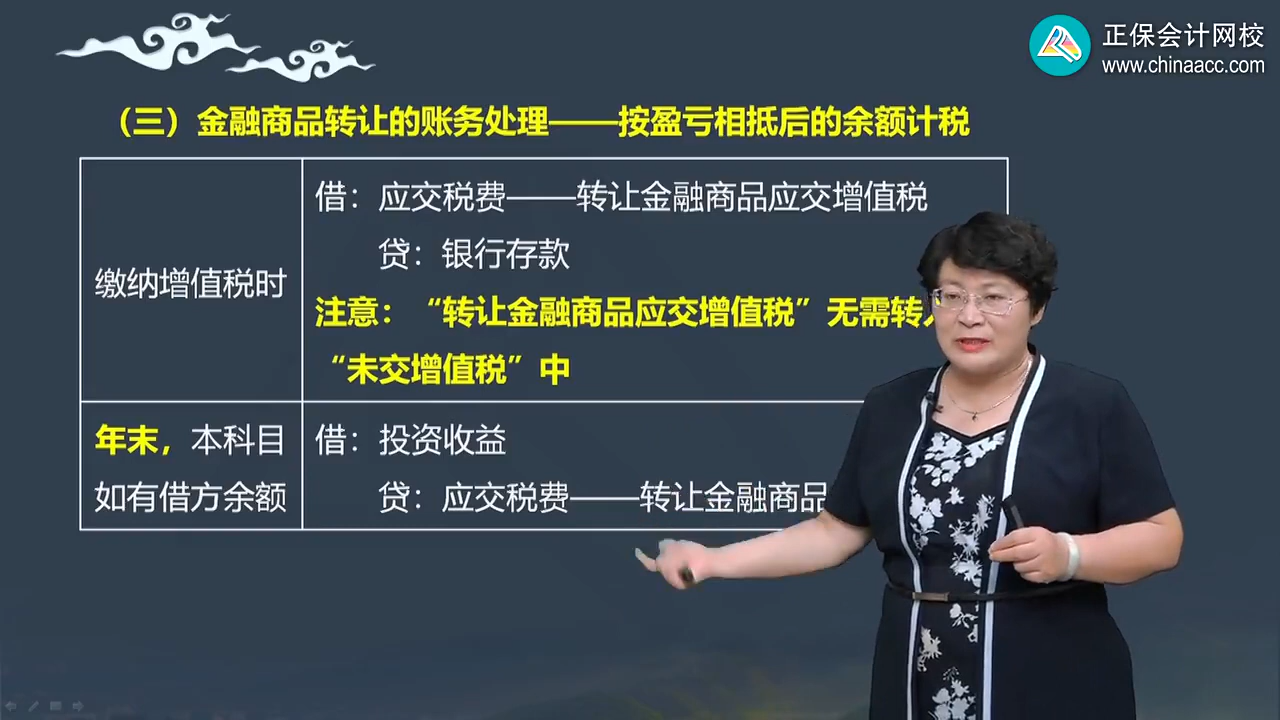 正保会计网校
www.chinaacc.com
（三）金融商品转让的账务处理——按盈亏相抵后的余额计税
缴纳增值税时
借：应交税费——转让金融商品应交增值税
贷：银行存款
注意：“转让金融商品应交增值税”无需转
“未交增值税”中
年末，本科目
如有借方余额
借：投资收益
贷：应交税费——转让金融商品